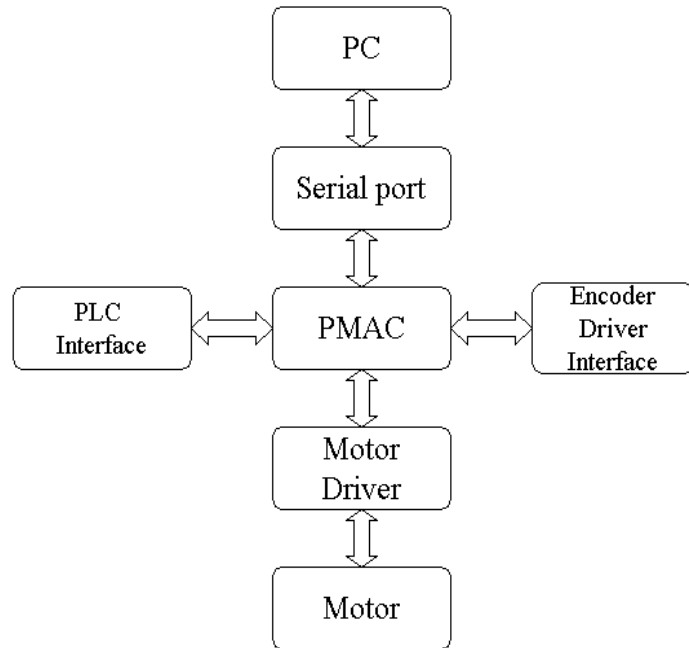 PC
Serial port
PLC
Interface
PMAC
Encoder
Driver
Interface
Motor
Driver
Motor